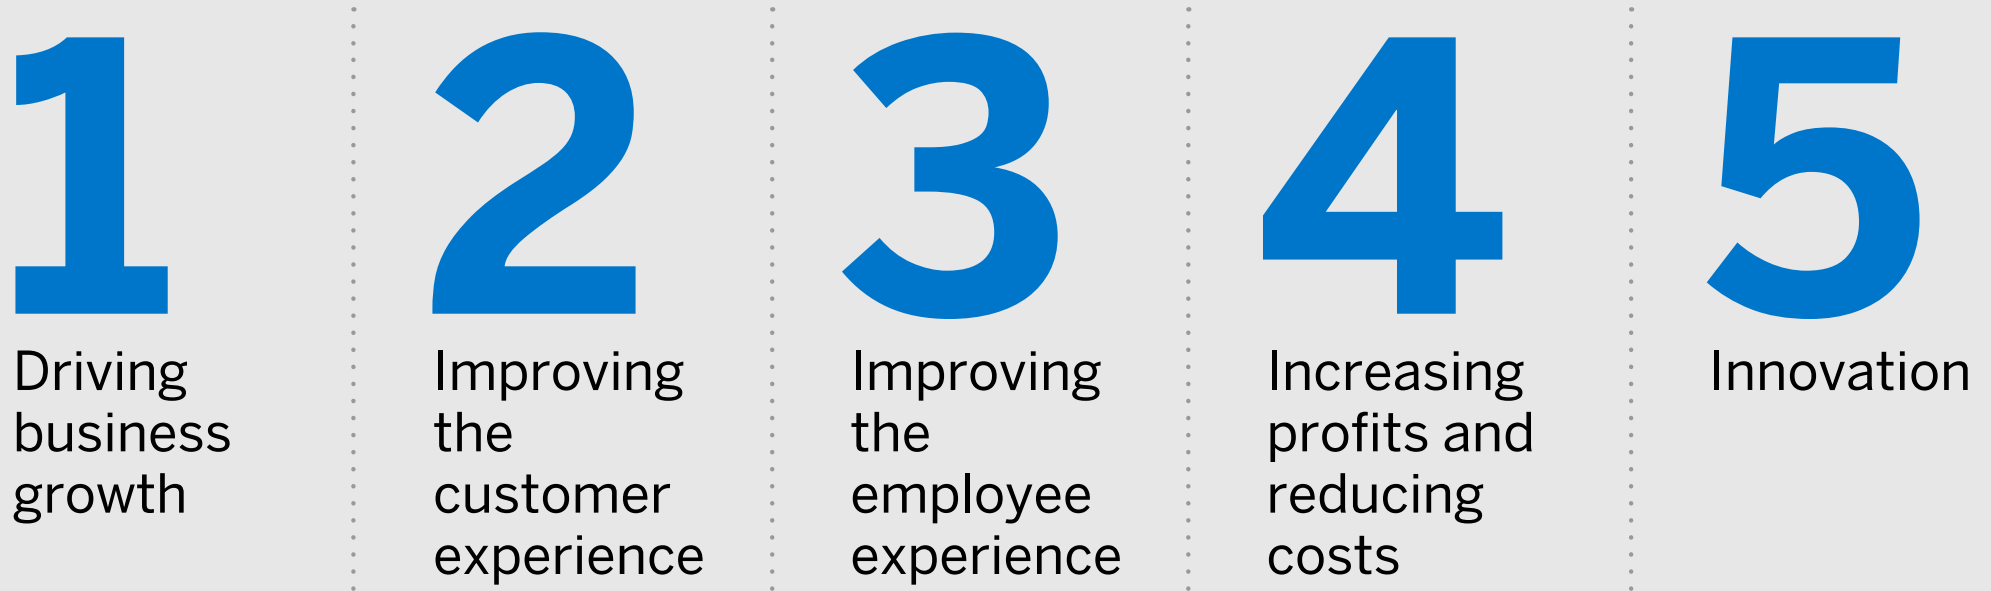 1
Driving
business
growth
2
Improving
the
customer
experience
3
Improving
the
employee
experience
4
Increasing
profits and
reducing
costs
5
Innovation